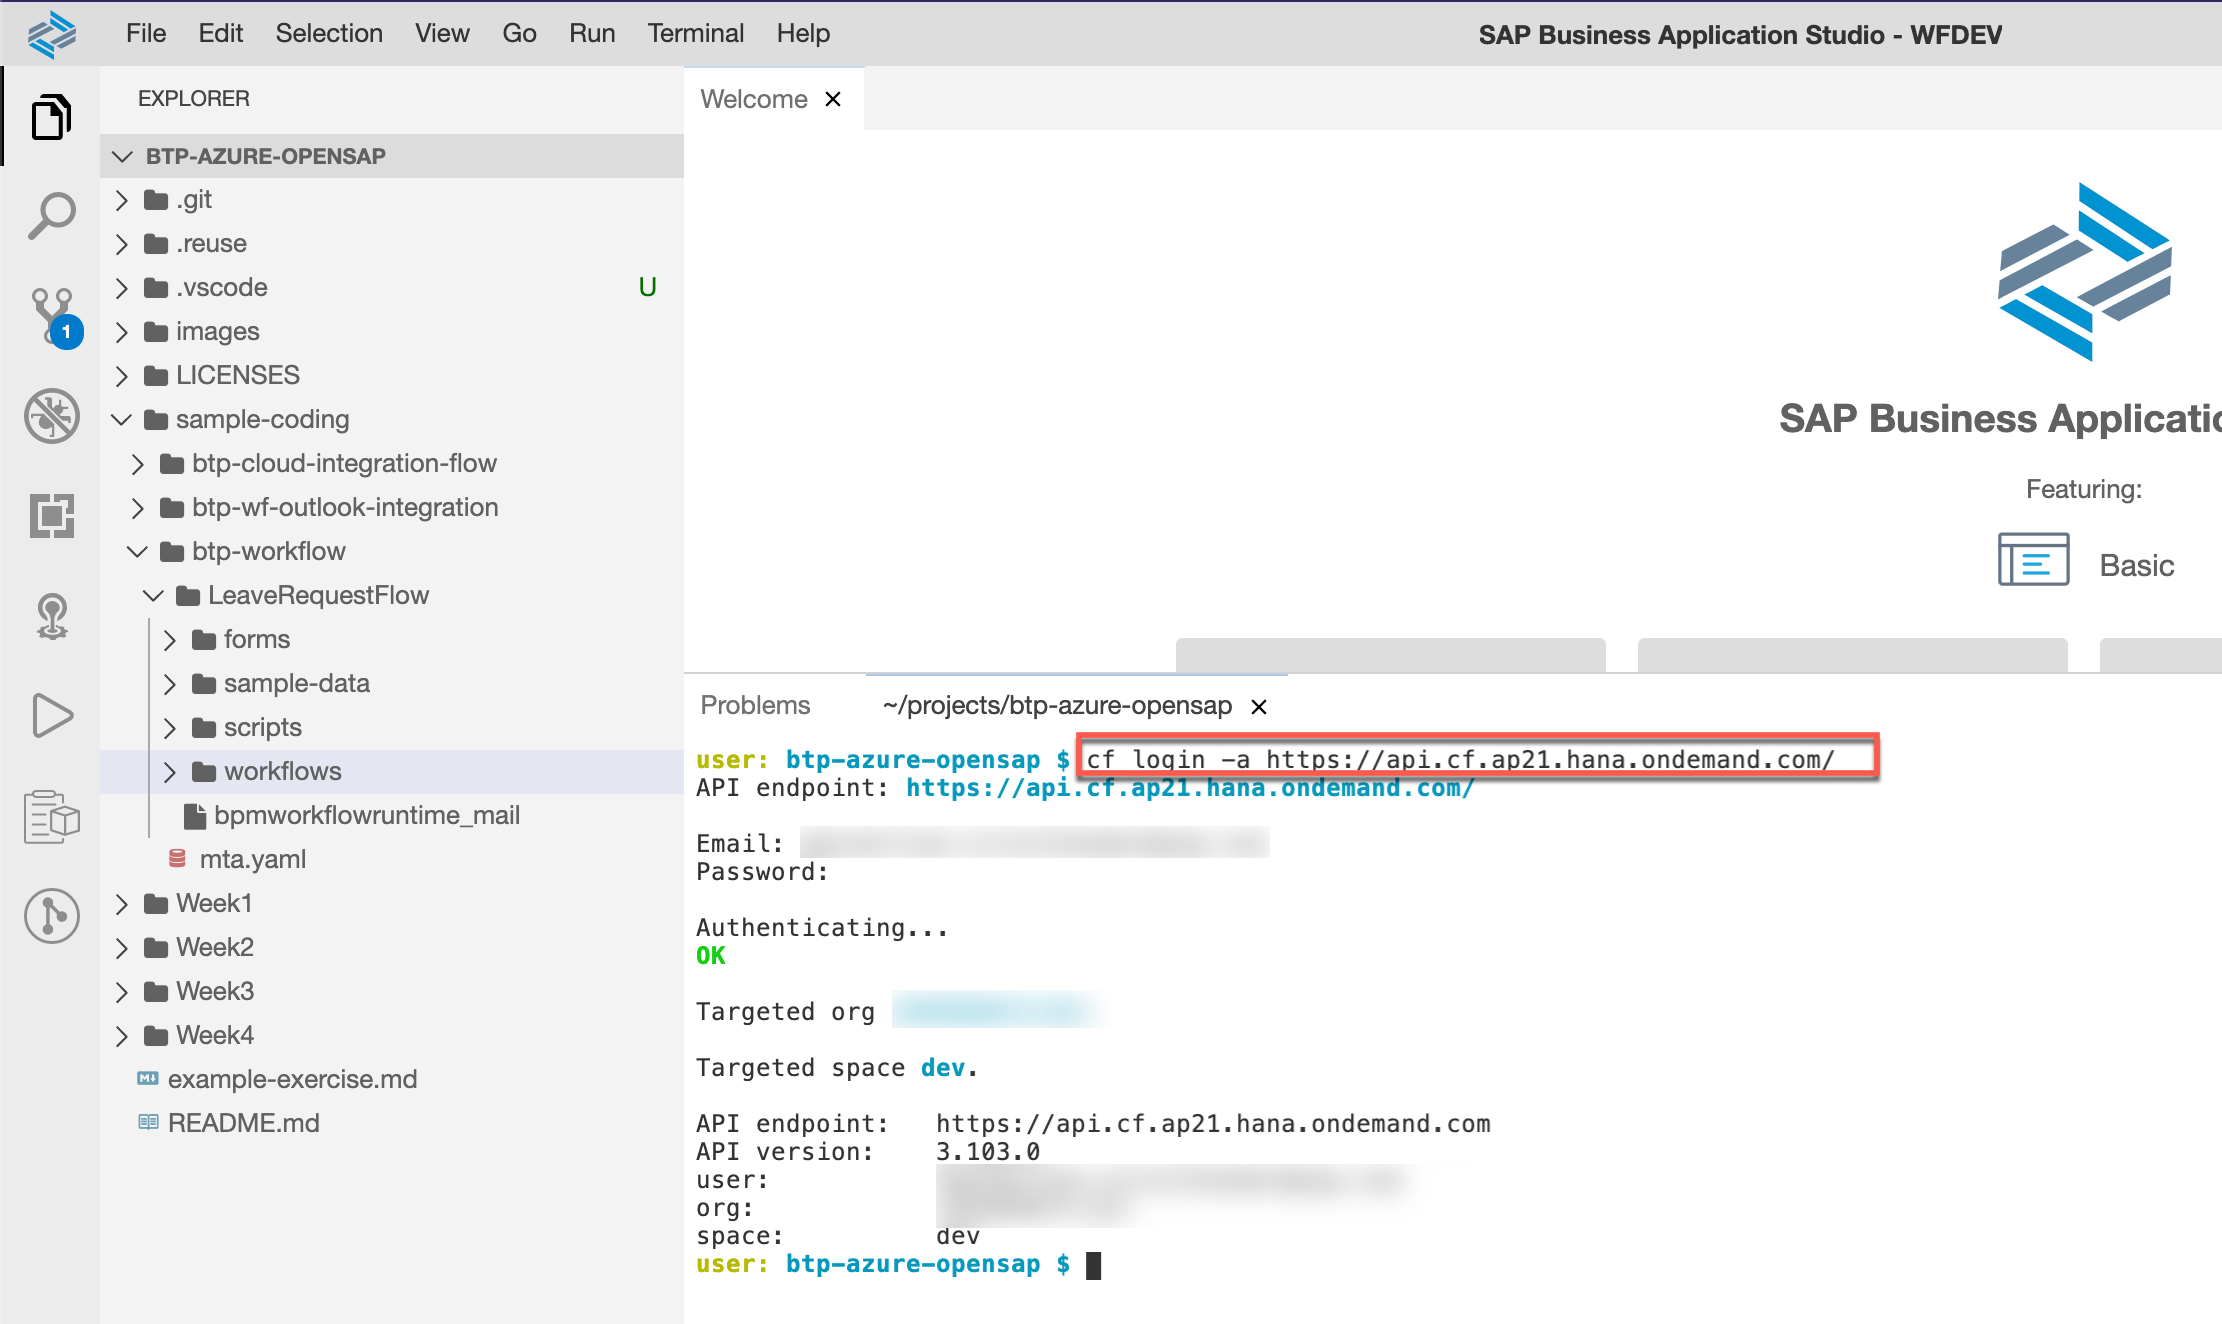 File Edit Selection View Go Run Terminal Help
SAP Business Application Studio - WFDEV
EXPLORER
BTP-AZURE-OPENSAP
.git
.reuse
.vscode U
images
1
LICENSES
sample-coding
btp-cloud-integration-flow
btp-wf-outlook-integration
btp-workflow
LeaveRequestFlow
forms
sample-data
scripts
workflows
bpmworkflowruntime_mail
mta.yaml
Week1
Week2
Week3
Week4
example-exercise.md
README.md
Welcome
SAP Business Applicatio
Featuring:
Basic
Problems ~/projects/btp-azure-opensap
user: btp-azure-opensap $ cf login -a https://api.cf.ap21.hana.ondemand.com/
API endpoint: https://api.cf.ap21.hana.ondemand.com/
Email:
Password:
Authenticating...
OK
Targeted org
Targeted space dev.
API endpoint: https://api.cf.ap21.hana.ondemand.com
API version: 3.103.0
user:
org:
space: dev
user: btp-azure-opensap $